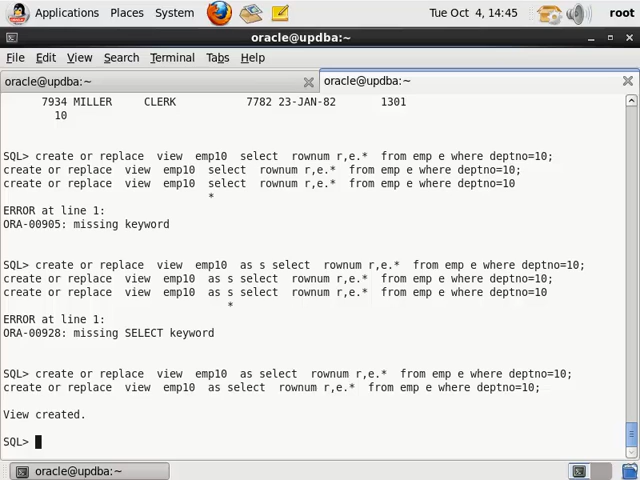 Applications Places System Tue Oct 4, 14:45 root
oracle@updba:~
File Edit View Search Terminal Tabs Help
oracle@updba:~ oracle@updba:~
7934 MILLER CLERK 7782 23-JAN-82 1301
10
SQL> create or replace view emp10 select rownum r,e.* from emp e where deptno=10;
create or replace view emp10 select rownum r,e.* from emp e where deptno=10;
create or replace view emp10 select rownum r,e.* from emp e where deptno=10
*
ERROR at line 1:
ORA-00905: missing keyword
SQL> create or replace view emp10 as s select rownum r,e.* from emp e where deptno=10;
create or replace view emp10 as s select rownum r,e.* from emp e where deptno=10;
create or replace view emp10 as s select rownum r,e.* from emp e where deptno=10
*
ERROR at line 1:
ORA-00928: missing SELECT keyword
SQL> create or replace view emp10 as select rownum r,e.* from emp e where deptno=10;
create or replace view emp10 as select rownum r,e.* from emp e where deptno=10;
View created.
SQL>
oracle@updba:~